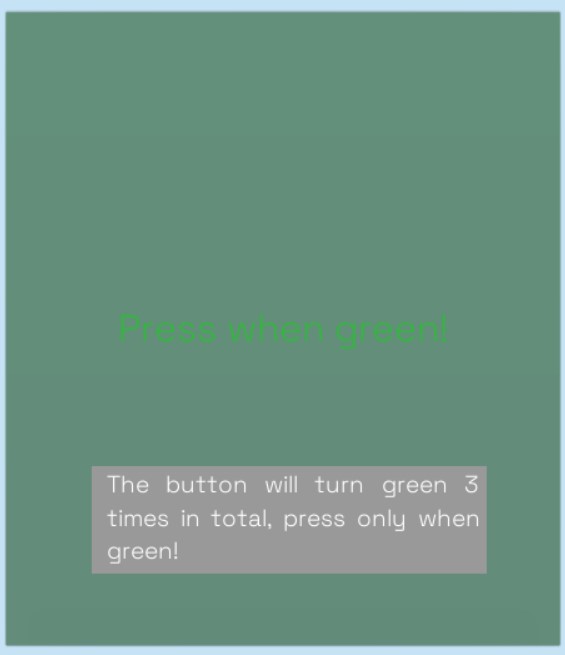 Press when green!
The button will turn green 3
times in total, press only when
green!